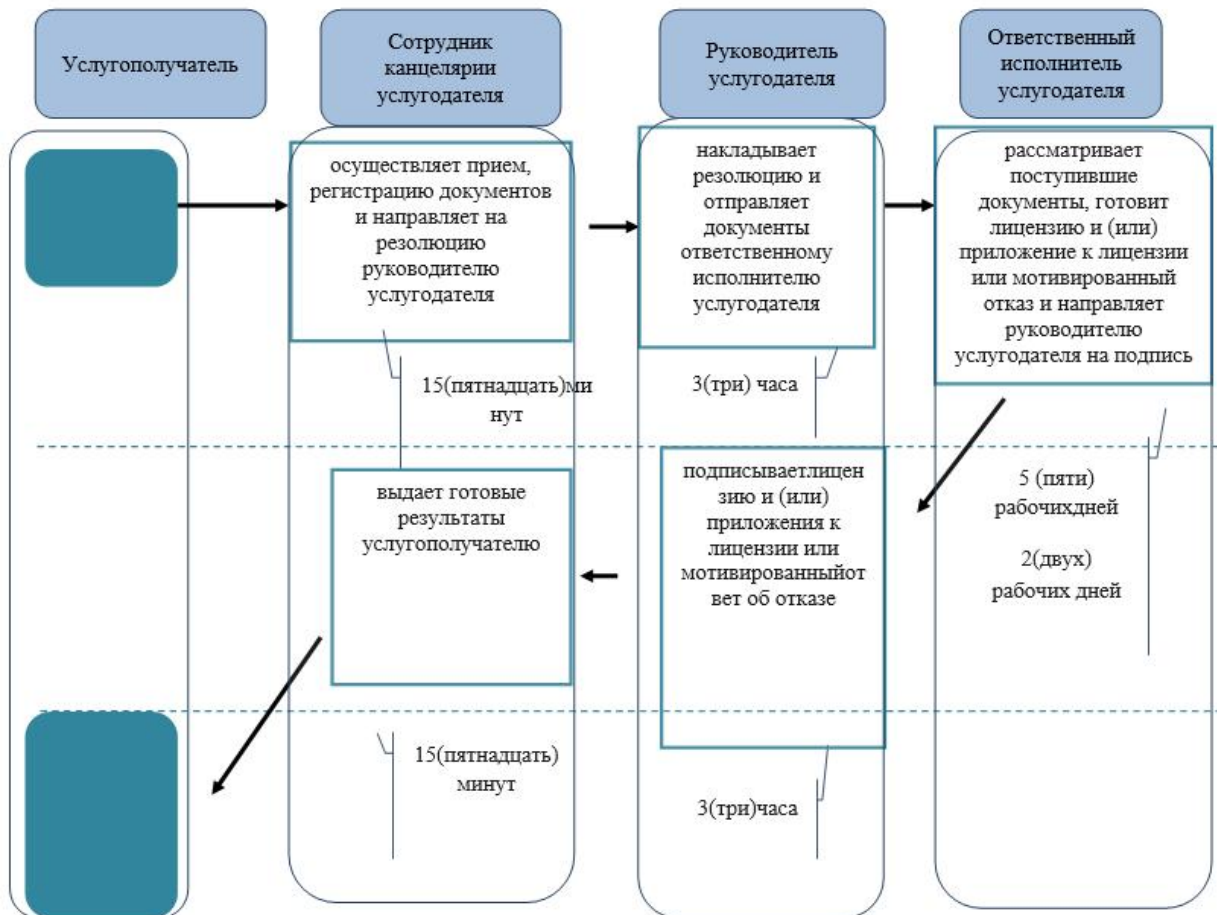 Услугополучатель
Сотрудник
канцелярии
услугодателя
Руководитель
услугодателя
Ответственный
исполнитель
услугодателя
осуществляет прием,
регистрацию документов
и направляет на
резолюцию
руководителю
услугодателя
накладывает
резолюцию и
отправляет
документы
ответственному
исполнителю
услугодателя
рассматривает
поступившие
документы, готовит
лицензию и (или)
приложение к лицензии
или мотивированный
отказ и направляет
руководителю
услугодателя на подпись
15(пятнадцать)ми
нут
3(три) часа
5 (пяти)
рабочихдней
2(двух)
рабочих дней
выдает готовые
результаты
услугополучателю
подписываетлицен
зию и (или)
приложения к
лицензии или
мотивированныйот
вет об отказе
15(пятнадцать)
минут
3(три)часа